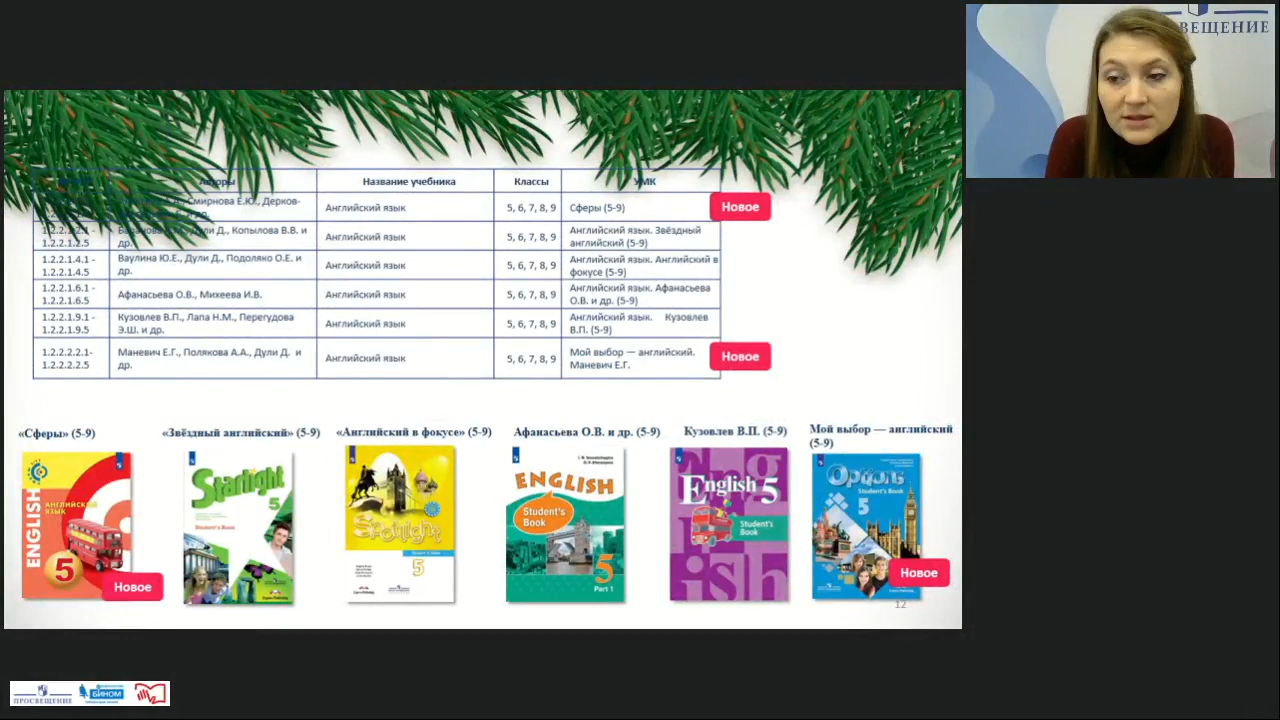 ВЕЩЕНИЕ
Авторы
Название учебника
Классы
УМК
Смирнова Е.Ю., Дерков-
Английский язык
5, 6, 7, 8, 9
Сферы (5-9)
Новое
1.2.2.1.2.5
Дули Д., Копылова В.В. и
др.
Английский язык
5, 6, 7, 8, 9
Английский язык. Звёздный
английский (5-9)
1.2.2.1.4.1 -
1.2.2.1.4.5
Ваулина Ю.Е., Дули Д., Подоляко О.Е. и
др.
Английский язык
5, 6, 7, 8, 9
Английский язык. Английский в
фокусе (5-9)
1.2.2.1.6.1 -
1.2.2.1.6.5
Афанасьева О.В., Михеева И.В.
Английский язык
5, 6, 7, 8, 9
Английский язык. Афанасьева
О.В. и др. (5-9)
1.2.2.1.9.1 -
1.2.2.1.9.5
Кузовлев В.П., Лапа Н.М., Перегудова
Э.Ш. и др.
Английский язык
5, 6, 7, 8, 9
Английский язык. Кузовлев
В.П. (5-9)
1.2.2.2.2.1-
1.2.2.2.2.5
Маневич Е.Г., Полякова А.А., Дули Д. и
др.
Английский язык
5, 6, 7, 8, 9
Мой выбор — английский.
Маневич Е.Г.
Новое
«Сферы» (5-9)
«Звёздный английский» (5-9)
«Английский в фокусе» (5-9)
Афанасьева О.В. и др. (5-9)
Кузовлев В.П. (5-9)
Мой выбор — английский
(5-9)
ENGLISH
АНГЛИЙСКИЙ
ЯЗЫК
5
Новое
Starlight
5
Student's Book
Spotlight
5
ENGLISH
Student's
Book
5
Part 1
English 5
Student's
Book
ish
Student's Book
5
Новое
12
ПРОСВЕЩЕНИЕ
БИНОМ